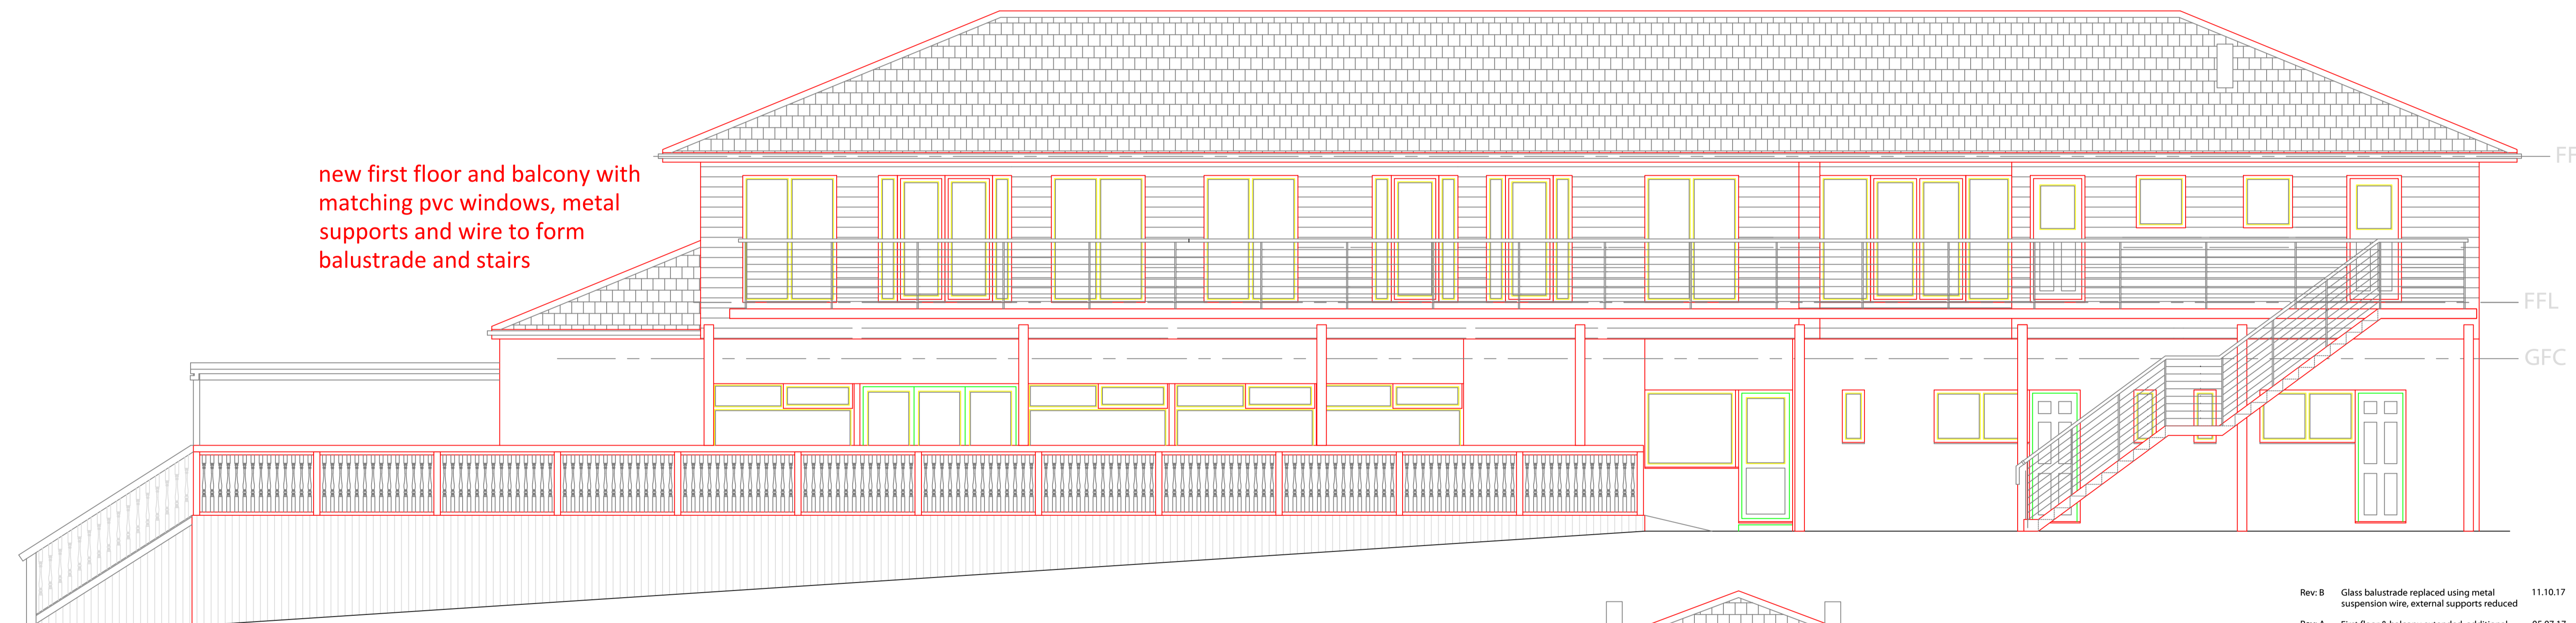 new first floor and balcony with
matching pvc windows, metal
supports and wire to form
balustrade and stairs
FF
FFL
GFC
Rev: B Glass balustrade replaced using metal 11.10.17
suspension wire, external supports reduced